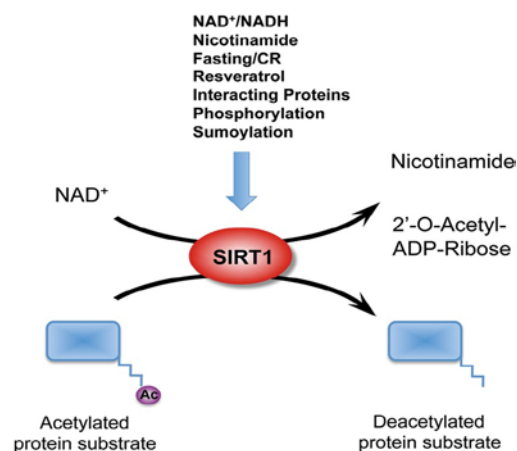 NAD⁺/NADH
Nicotinamide
Fasting/CR
Resveratrol
Interacting Proteins
Phosphorylation
Sumoylation
NAD⁺
Nicotinamide
2'-O-Acetyl-
ADP-Ribose
SIRT1
Ac
Acetylated
protein substrate
Deacetylated
protein substrate